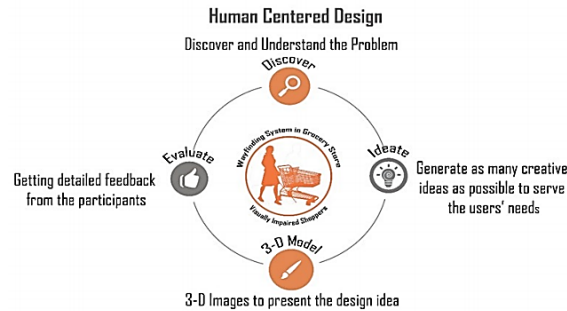 Human Centered Design
Discover and Understand the Problem
Discover
Evaluate
Getting detailed feedback
from the participants
Wayfinding System in Grocery Store
Visually Impaired Shoppers
Ideate
Generate as many creative
ideas as possible to serve
the users' needs
3-D Model
3-D Images to present the design idea